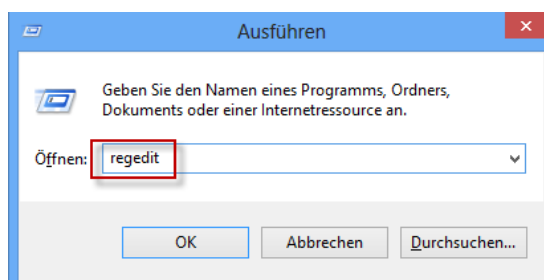 Ausführen
Geben Sie den Namen eines Programms, Ordners,
Dokuments oder einer Internetressource an.
Öffnen: regedit
OK Abbrechen Durchsuchen...